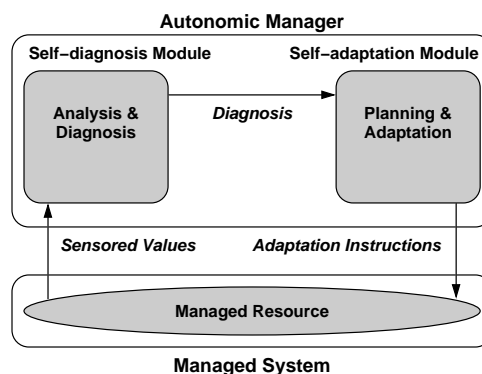 Autonomic Manager
Self-diagnosis Module
Self-adaptation Module
Analysis &
Diagnosis
Diagnosis
Planning &
Adaptation
Sensored Values
Adaptation Instructions
Managed Resource
Managed System